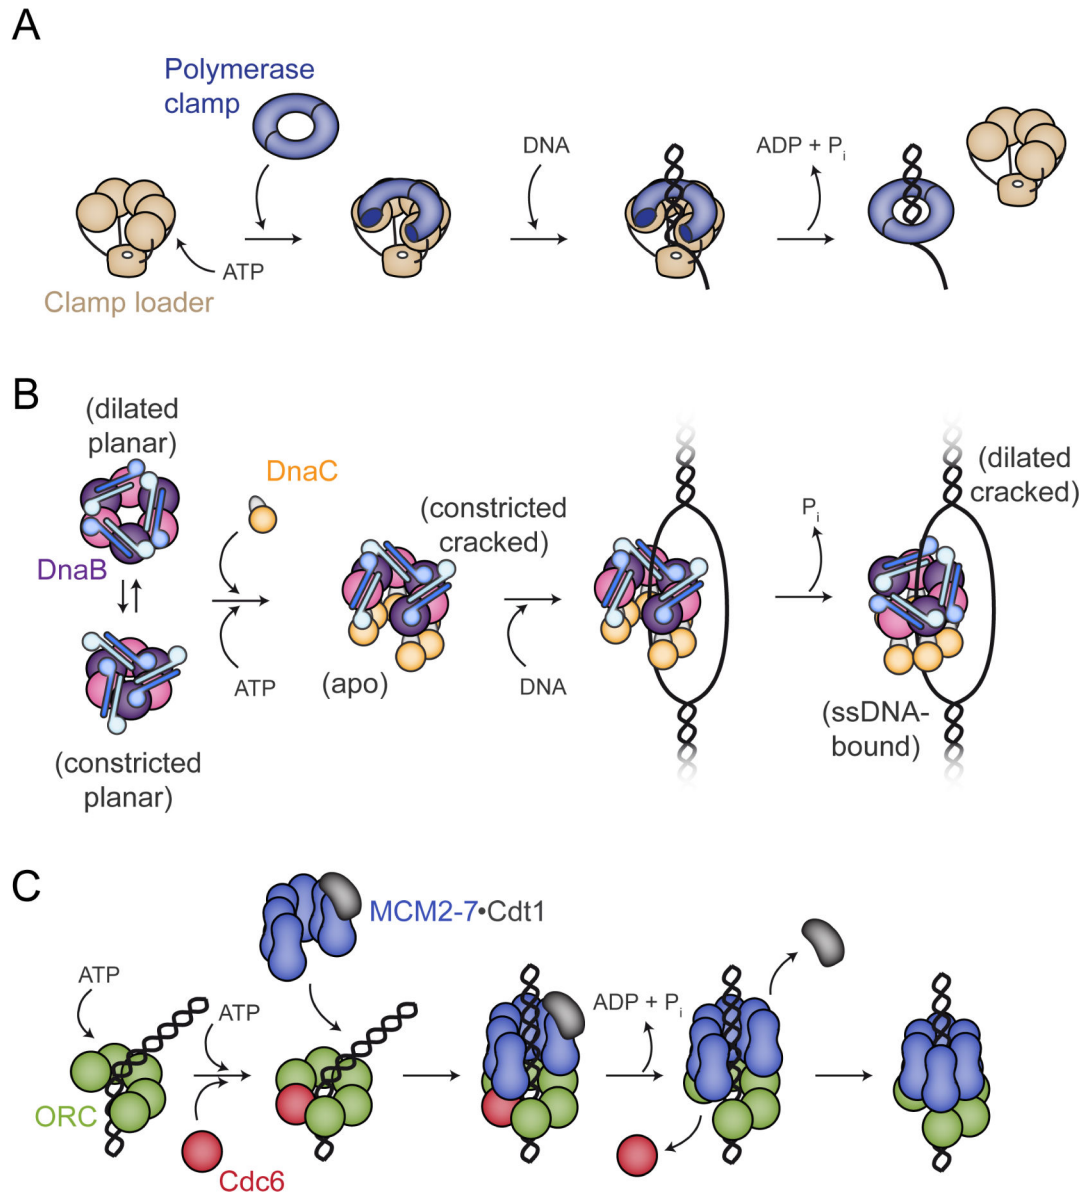 A
Polymerase
clamp
DNA
ADP + Pi
ATP
Clamp loader
B
(dilated
planar)
DnaC
DnaB
(constricted
cracked)
Pi
(dilated
cracked)
ATP
(apo)
DNA
(ssDNA-
bound)
(constricted
planar)
C
MCM2-7•Cdt1
ATP
ATP
ADP + Pi
ORC
Cdc6